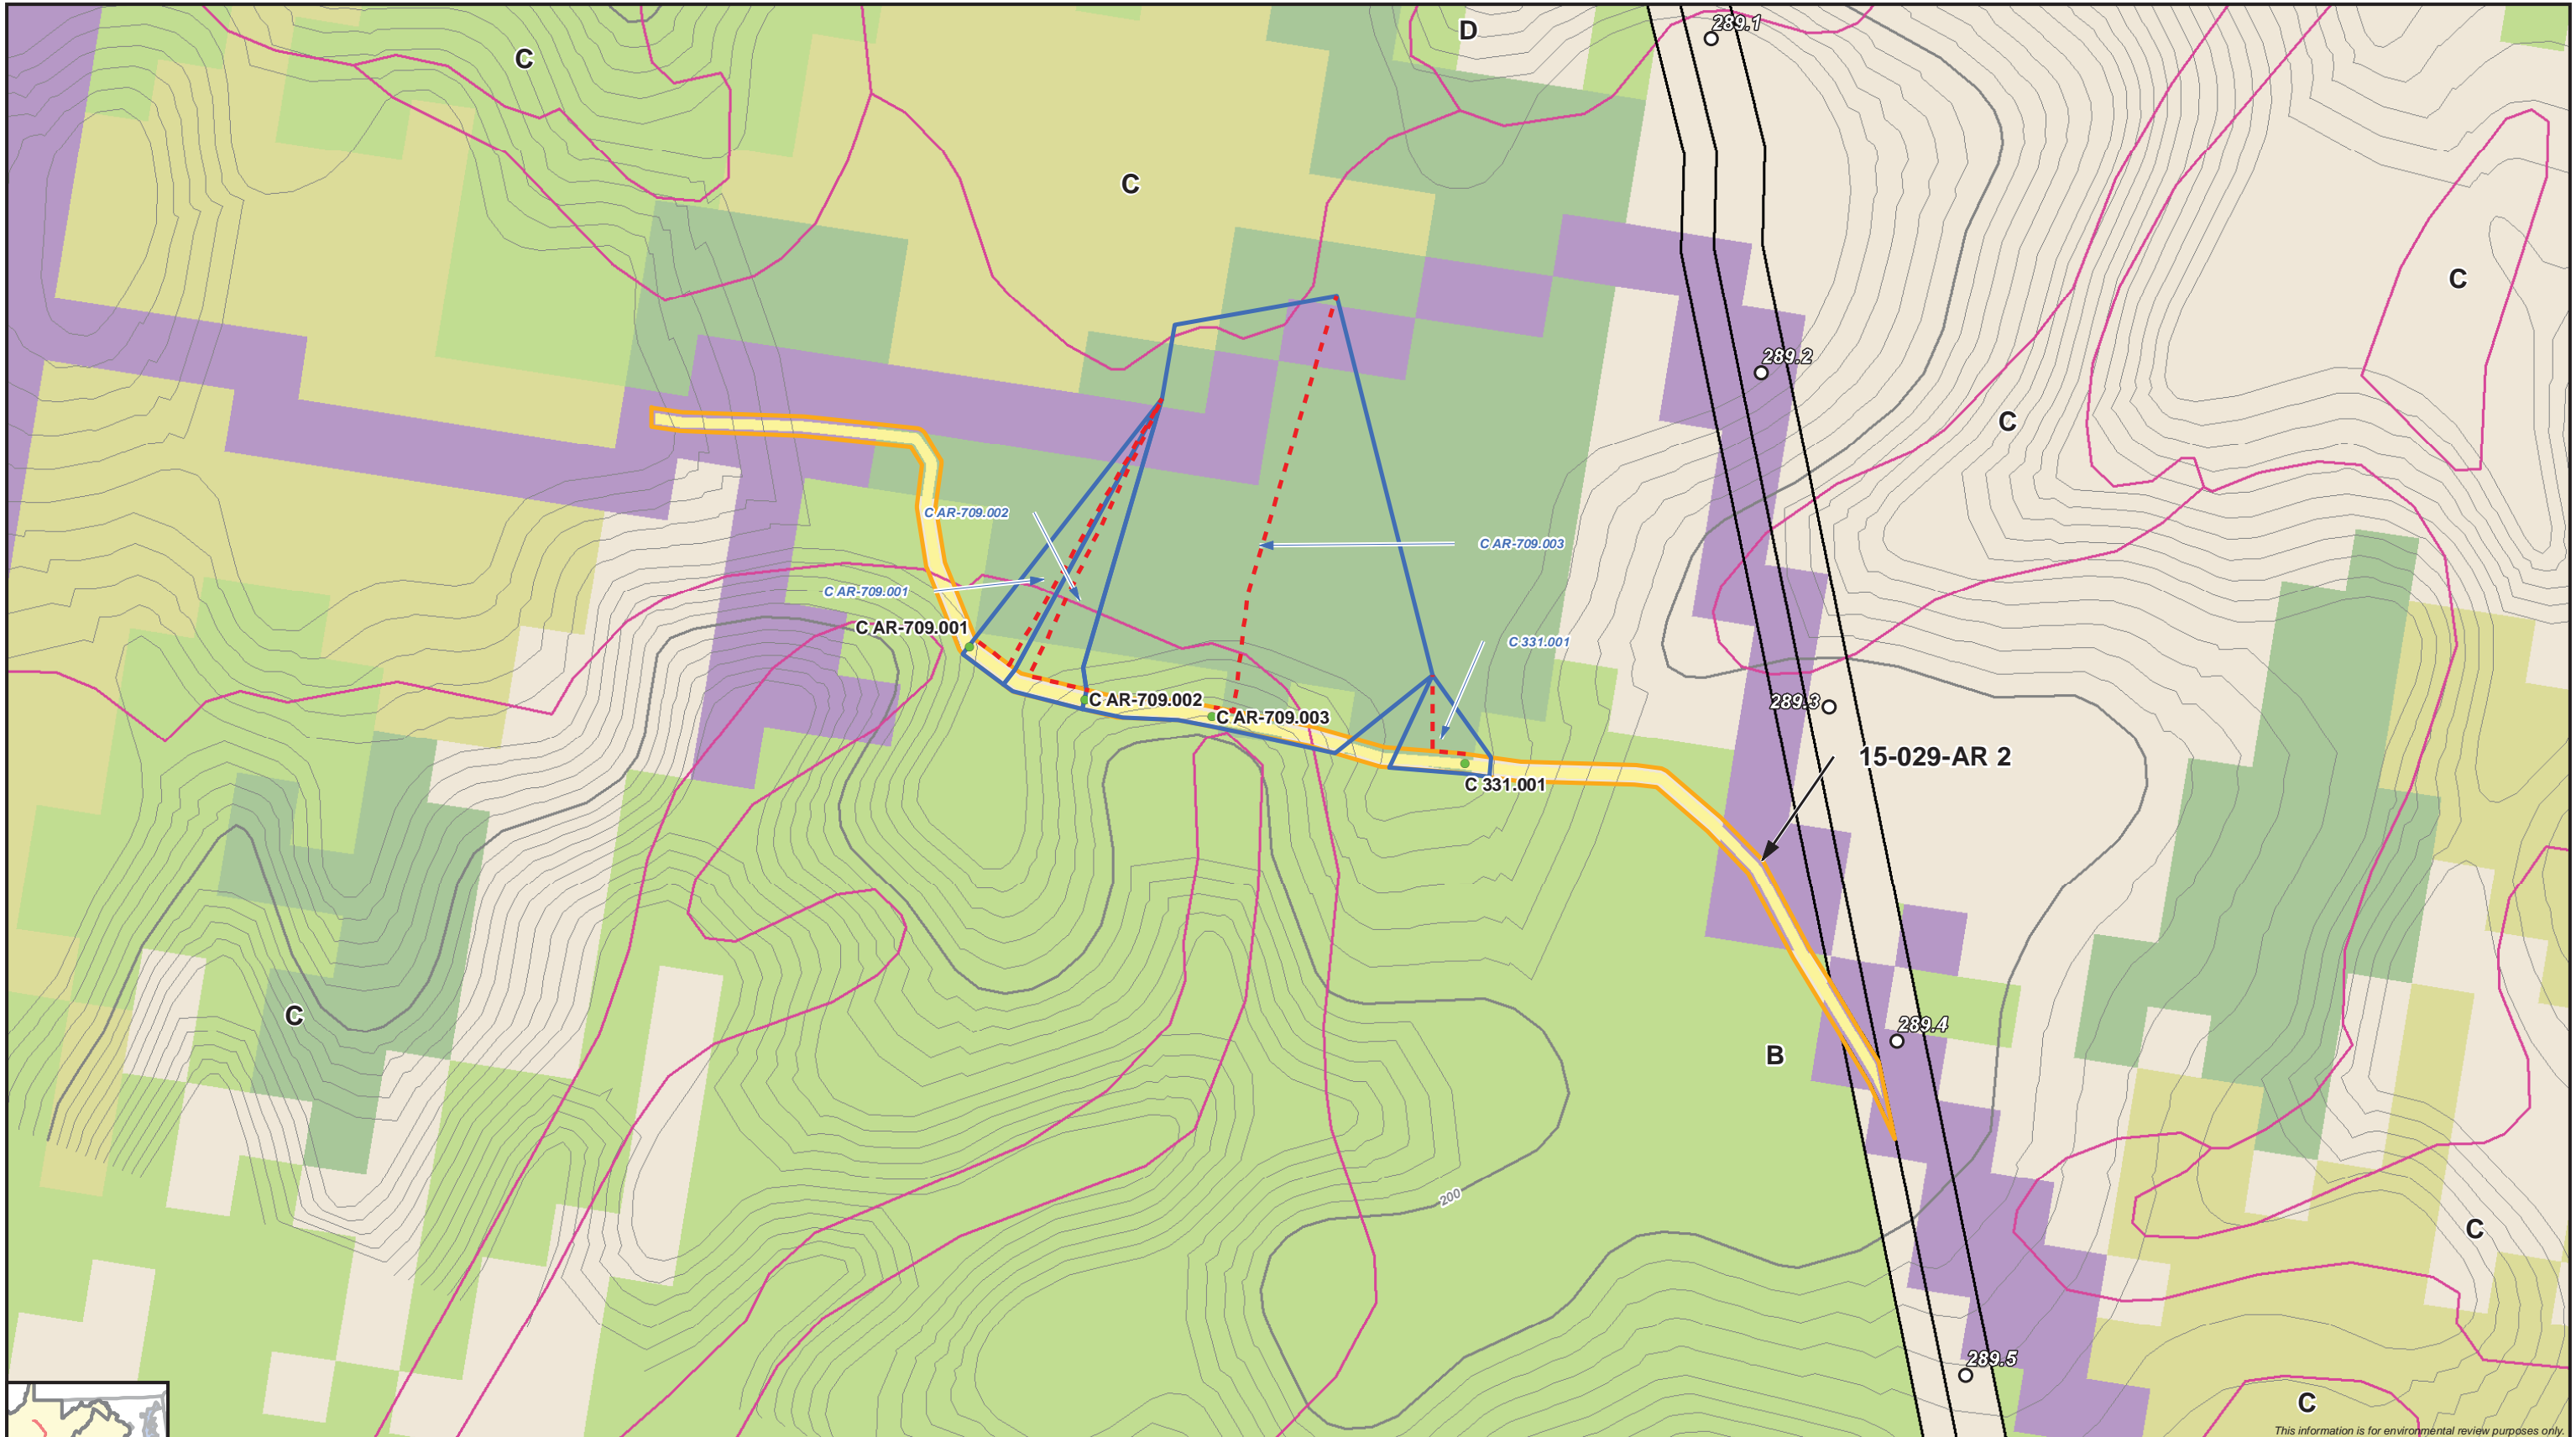 289.1
D
C
C
C
289.2
C
C AR-709.002
C AR-709.003
C AR-709.001
C AR-709.001
C 331.001
C AR-709.002
289.3
C AR-709.003
15-029-AR 2
C 331.001
C
289.4
B
200
C
289.5
C
This information is for environmental review purposes only.